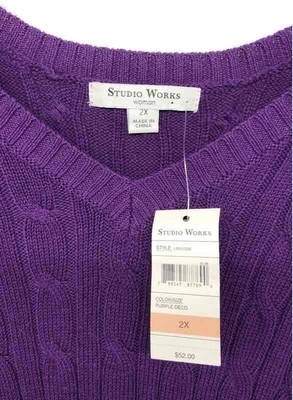 STUDIO WORKS
woman
2X
MADE IN
CHINA
STUDIO WORKS
STYLE:
COLOR/SIZE
PURPLE DECO
2X
$52.00